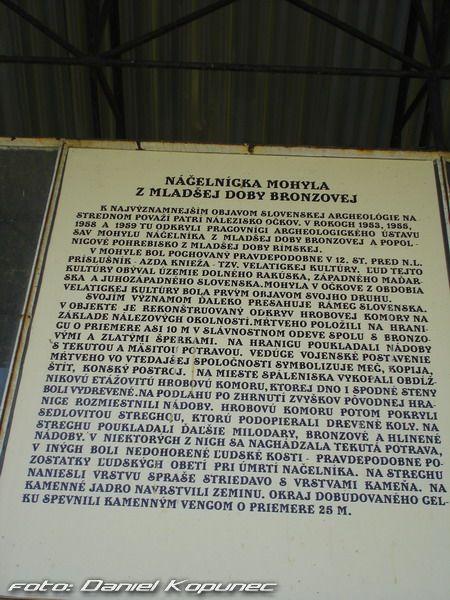 NÁČELNÍCKA MOHYLA
Z MLADŠEJ DOBY BRONZOVEJ
K NAJVÝZNAMNEJŠÍM OBJAVOM SLOVENSKEJ ARCHEOLÓGIE NA
STREDNOM POVAŽÍ PATRÍ NÁLEZISKO OČKOV. V ROKOCH 1953, 1955,
1958 A 1959 TU ODKRYLI PRACOVNÍCI ARCHEOLOGICKÉHO ÚSTAVU
SAV MOHYLU NÁČELNÍKA Z MLADŠEJ DOBY BRONZOVEJ A POPOL-
NICOVÉ POHREBISKO Z MLADŠEJ DOBY RÍMSKEJ.
V MOHYLE BOL POCHOVANÝ PRAVDEPODOBNE V 12. ST. PRED N.L.
PRÍSLUŠNÍK - AZDA KNIEŽA - TZV. VELATICKEJ KULTÚRY. ĽUD TEJTO
KULTÚRY OBÝVAL ÚZEMIE DOLNÉHO RAKÚSKA, ZÁPADNÉHO MAĎAR-
SKA A JUHOZÁPADNÉHO SLOVENSKA. MOHYLA V OČKOVE Z OBDOBIA
VELATICKEJ KULTÚRY BOLA PRVÝM OBJAVOM SVOJHO DRUHU.
SVOJÍM VÝZNAMOM ĎALEKO PRESAHUJE RÁMEC SLOVENSKA.
V OBJEKTE JE REKONŠTRUOVANÝ ODKRYV HROBOVEJ KOMORY NA
ZÁKLADE NÁLEZOVÝCH OKOLNOSTÍ. MŔTVEHO POLOŽILI NA HRANI-
CU O PRIEMERE ASI 10 M V SLÁVNOSTNOM ODEVE SPOLU S BRONZO-
VÝMI A ZLATÝMI ŠPERKAMI. NA HRANICU POUKLADALI NÁDOBY
S TEKUTOU A MÄSITOU POTRAVOU. VEDÚCE VOJENSKÉ POSTAVENIE
MŔTVEHO VO VTEDAJŠEJ SPOLOČNOSTI SYMBOLIZUJE MEČ, KOPIJA,
ŠTÍT, KONSKÝ POSTROJ. NA MIESTE SPÁLENISKA VYKOPALI OBDĹŽ-
NIKOVÚ ETÁŽOVITÚ HROBOVÚ KOMORU, KTOREJ DNO I SPODNÉ STENY
BOLI VYDREVENÉ. NA PODLAHU PO ZHRNUTÍ ZVYŠKOV PÔVODNEJ HRA-
NICE ROZMIESTNILI NÁDOBY. HROBOVÚ KOMORU POTOM POKRYLI
SEDLOVITOU STRECHOU, KTORÚ PODOPIERALI DREVENÉ KOLY. NA
STRECHU POUKLADALI ĎALŠIE MILODARY, BRONZOVÉ A HLINENÉ
NÁDOBY. V NIEKTORÝCH Z NICH SA NACHÁDZALA TEKUTÁ POTRAVA,
V INÝCH BOLI NEDOHORENÉ ĽUDSKÉ KOSTI - PRAVDEPODOBNE PO-
ZOSTATKY ĽUDSKÝCH OBETÍ PRI ÚMRTÍ NÁČELNÍKA. NA STRECHU
NANIESLI VRSTVU SPRAŠE STRIEDAVO S VRSTVAMI KAMEŇA. NA
KAMENNÉ JADRO NAVRSTVILI ZEMINU. OKRAJ DOBUDOVANÉHO CEL-
KU SPEVNILI KAMENNÝM VENCOM O PRIEMERE 25 M.
foto: Daniel Kopunec